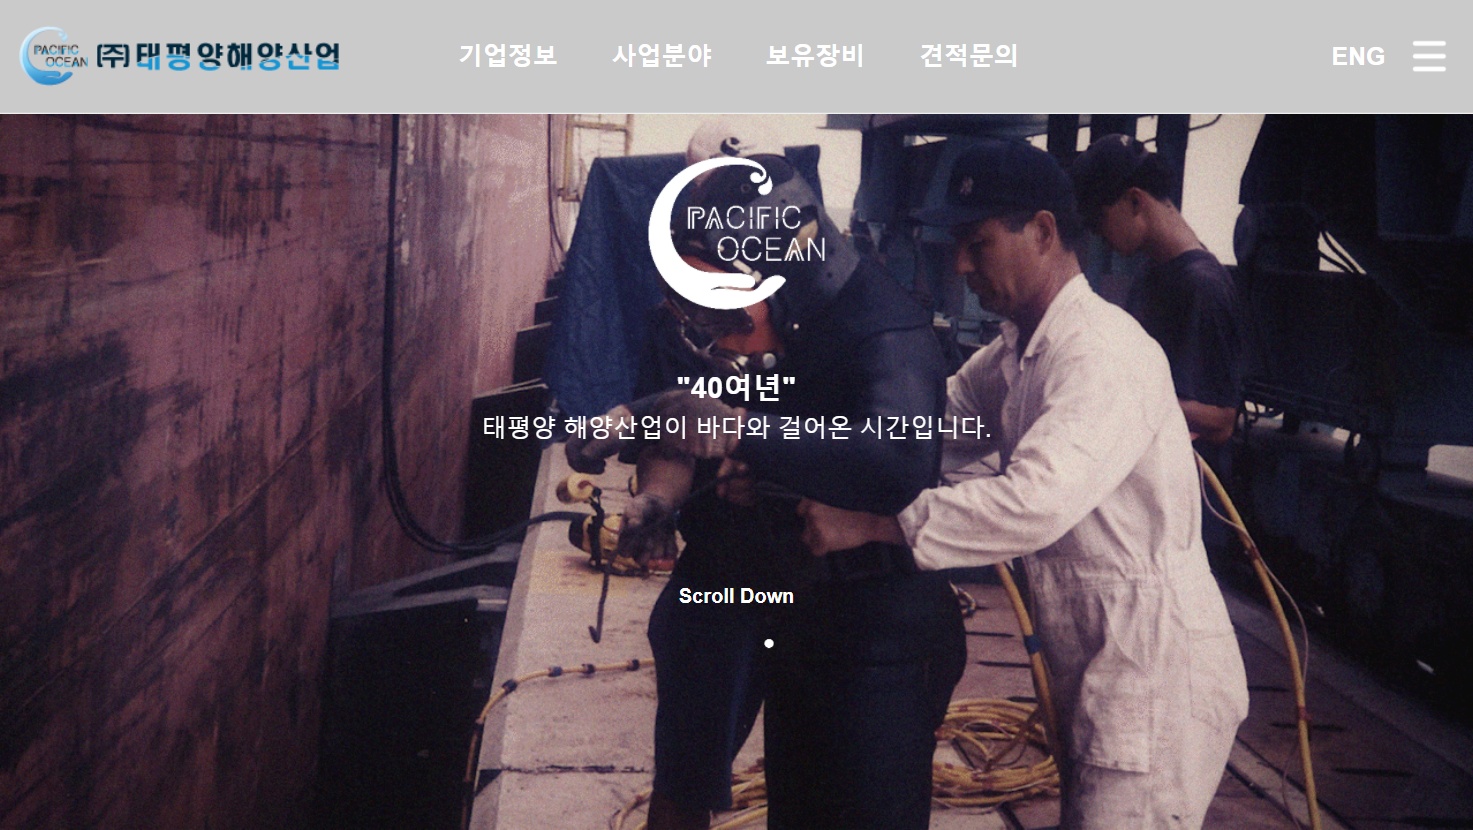 PACIFIC
OCEAN
(주)태평양해양산업
기업정보
사업분야
보유장비
견적문의
ENG
PACIFIC
OCEAN
"40여년"
태평양 해양산업이 바다와 걸어온 시간입니다.
Scroll Down